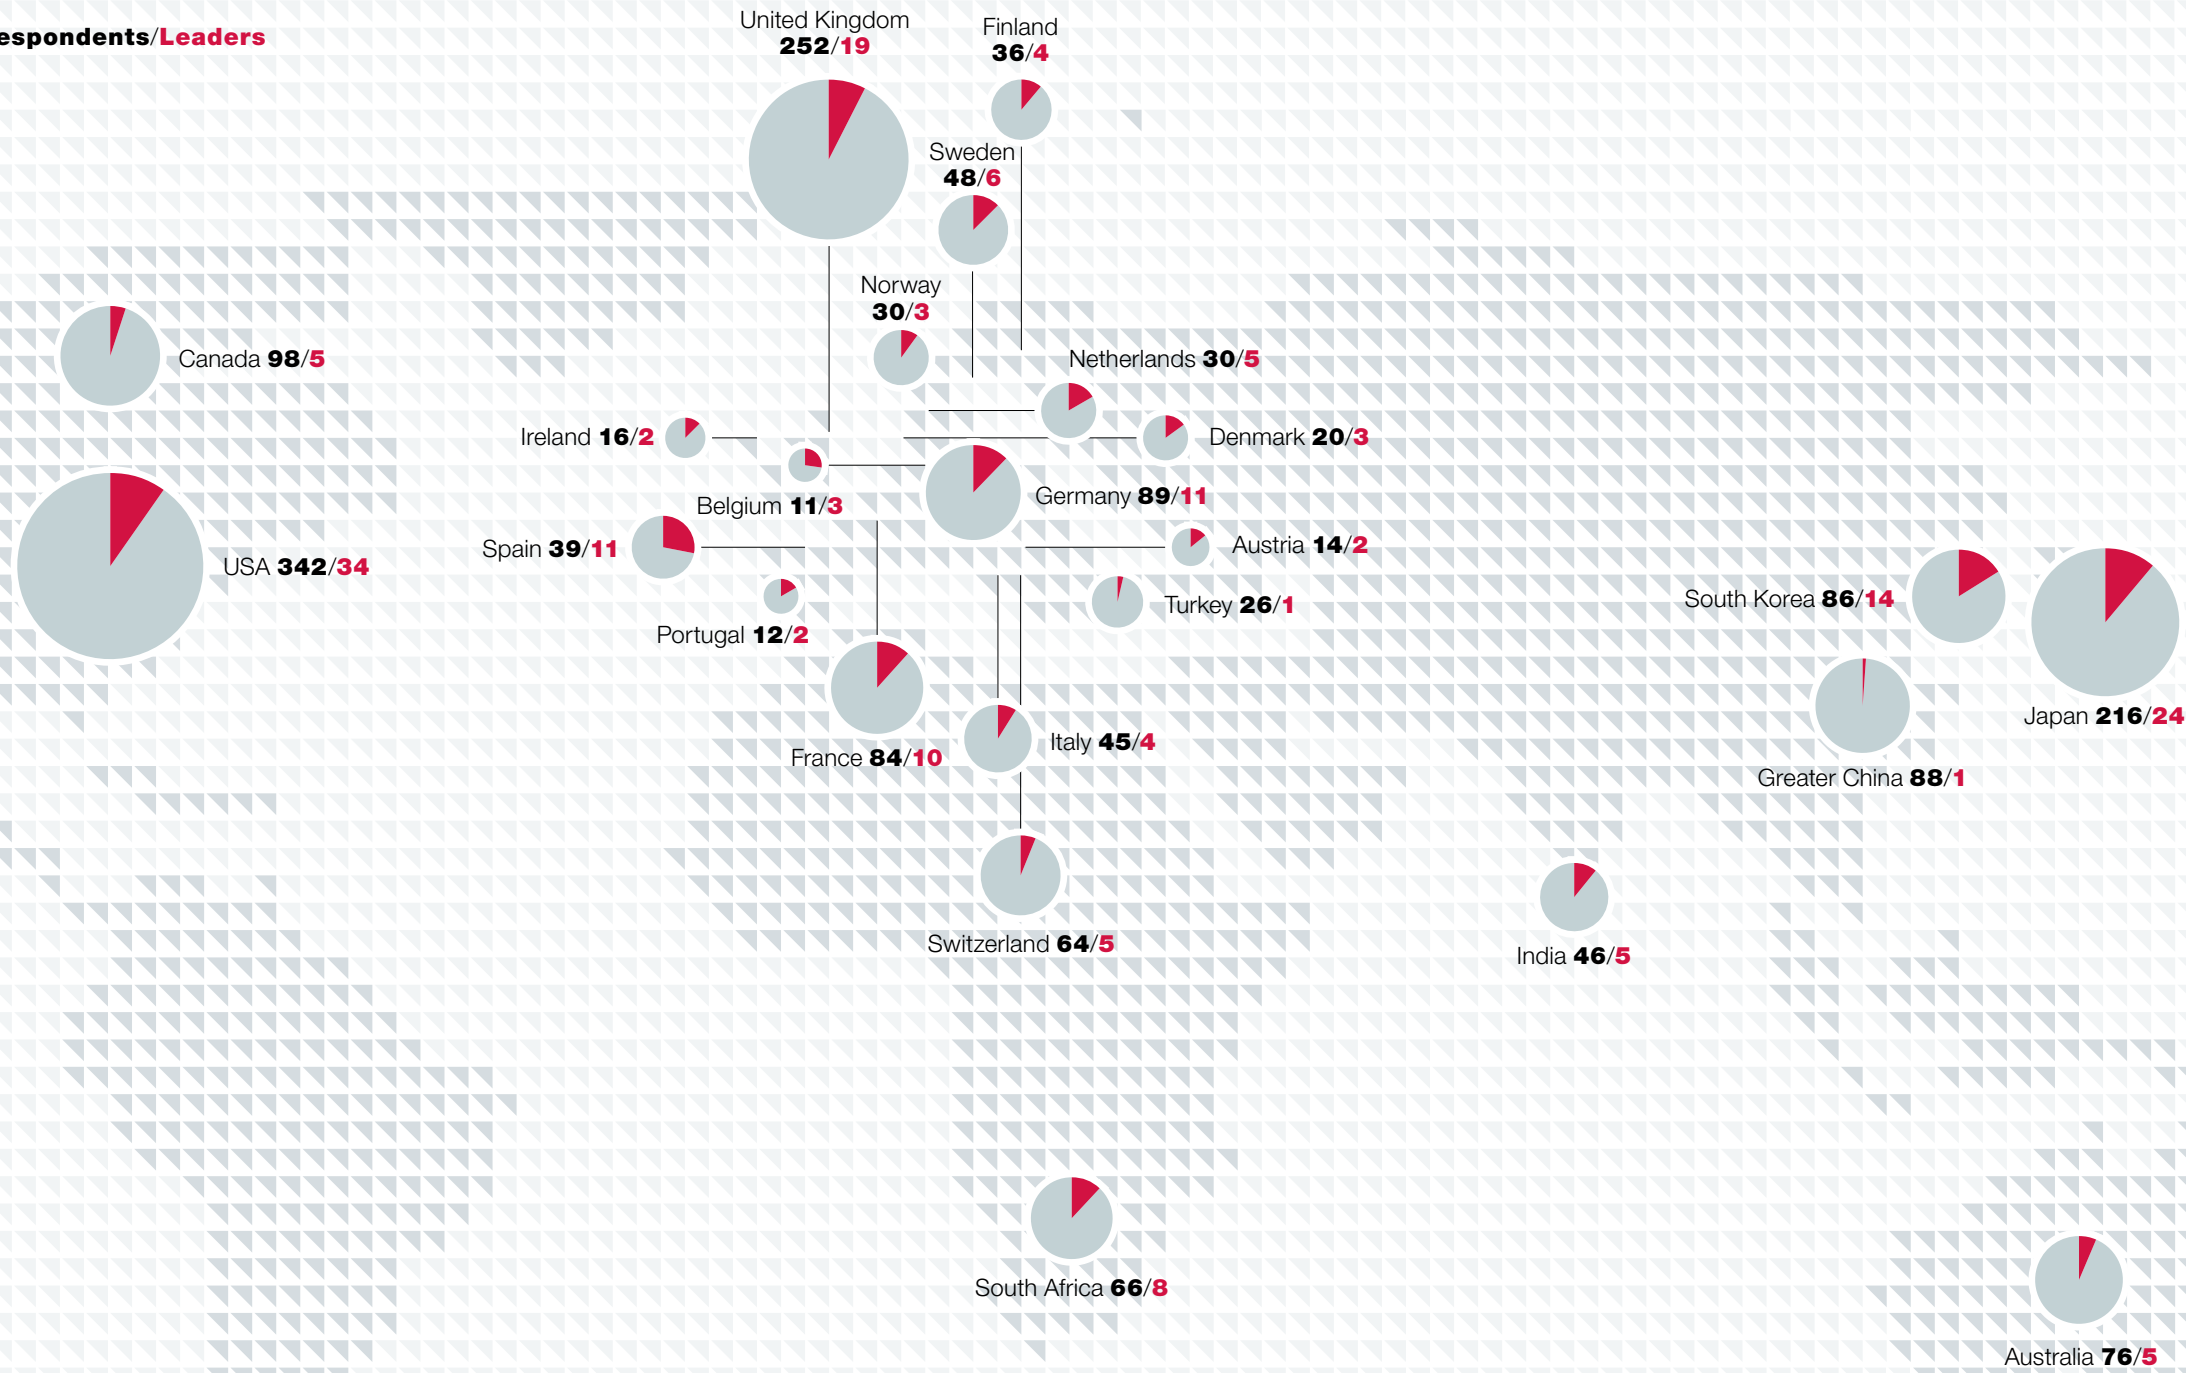 espondents/Leaders
United Kingdom
252/19
Finland
36/4
Sweden
48/6
Norway
30/3
Canada 98/5
Netherlands 30/5
Ireland 16/2
Denmark 20/3
Belgium 11/3
Germany 89/11
Spain 39/11
Austria 14/2
USA 342/34
Turkey 26/1
South Korea 86/14
Portugal 12/2
Japan 216/24
France 84/10
Italy 45/4
Greater China 88/1
Switzerland 64/5
India 46/5
South Africa 66/8
Australia 76/5